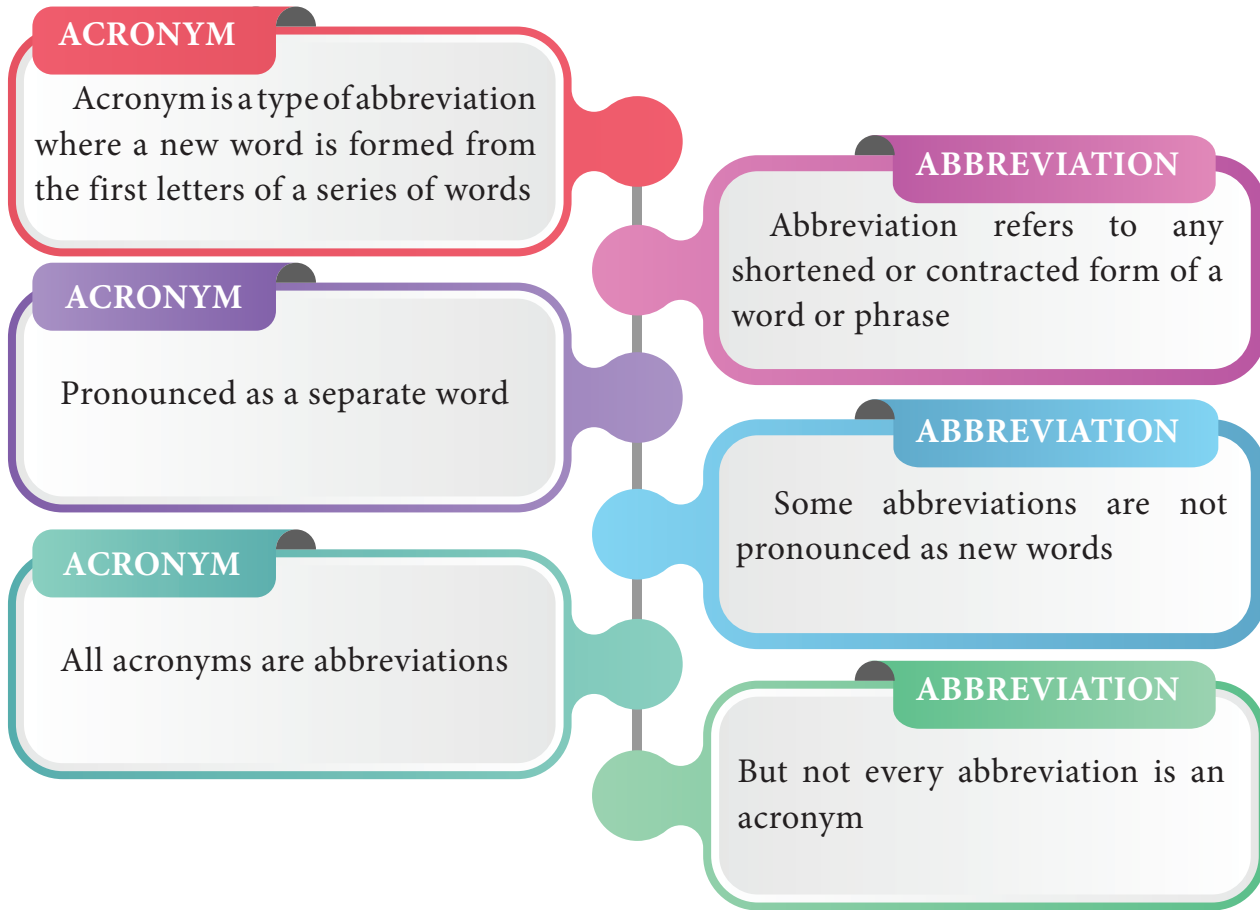 ACRONYM
Acronym is a type of abbreviation
where a new word is formed from
the first letters of a series of words
ABBREVIATION
Abbreviation refers to any
shortened or contracted form of a
word or phrase
ACRONYM
Pronounced as a separate word
ABBREVIATION
Some abbreviations are not
pronounced as new words
ACRONYM
All acronyms are abbreviations
ABBREVIATION
But not every abbreviation is an
acronym